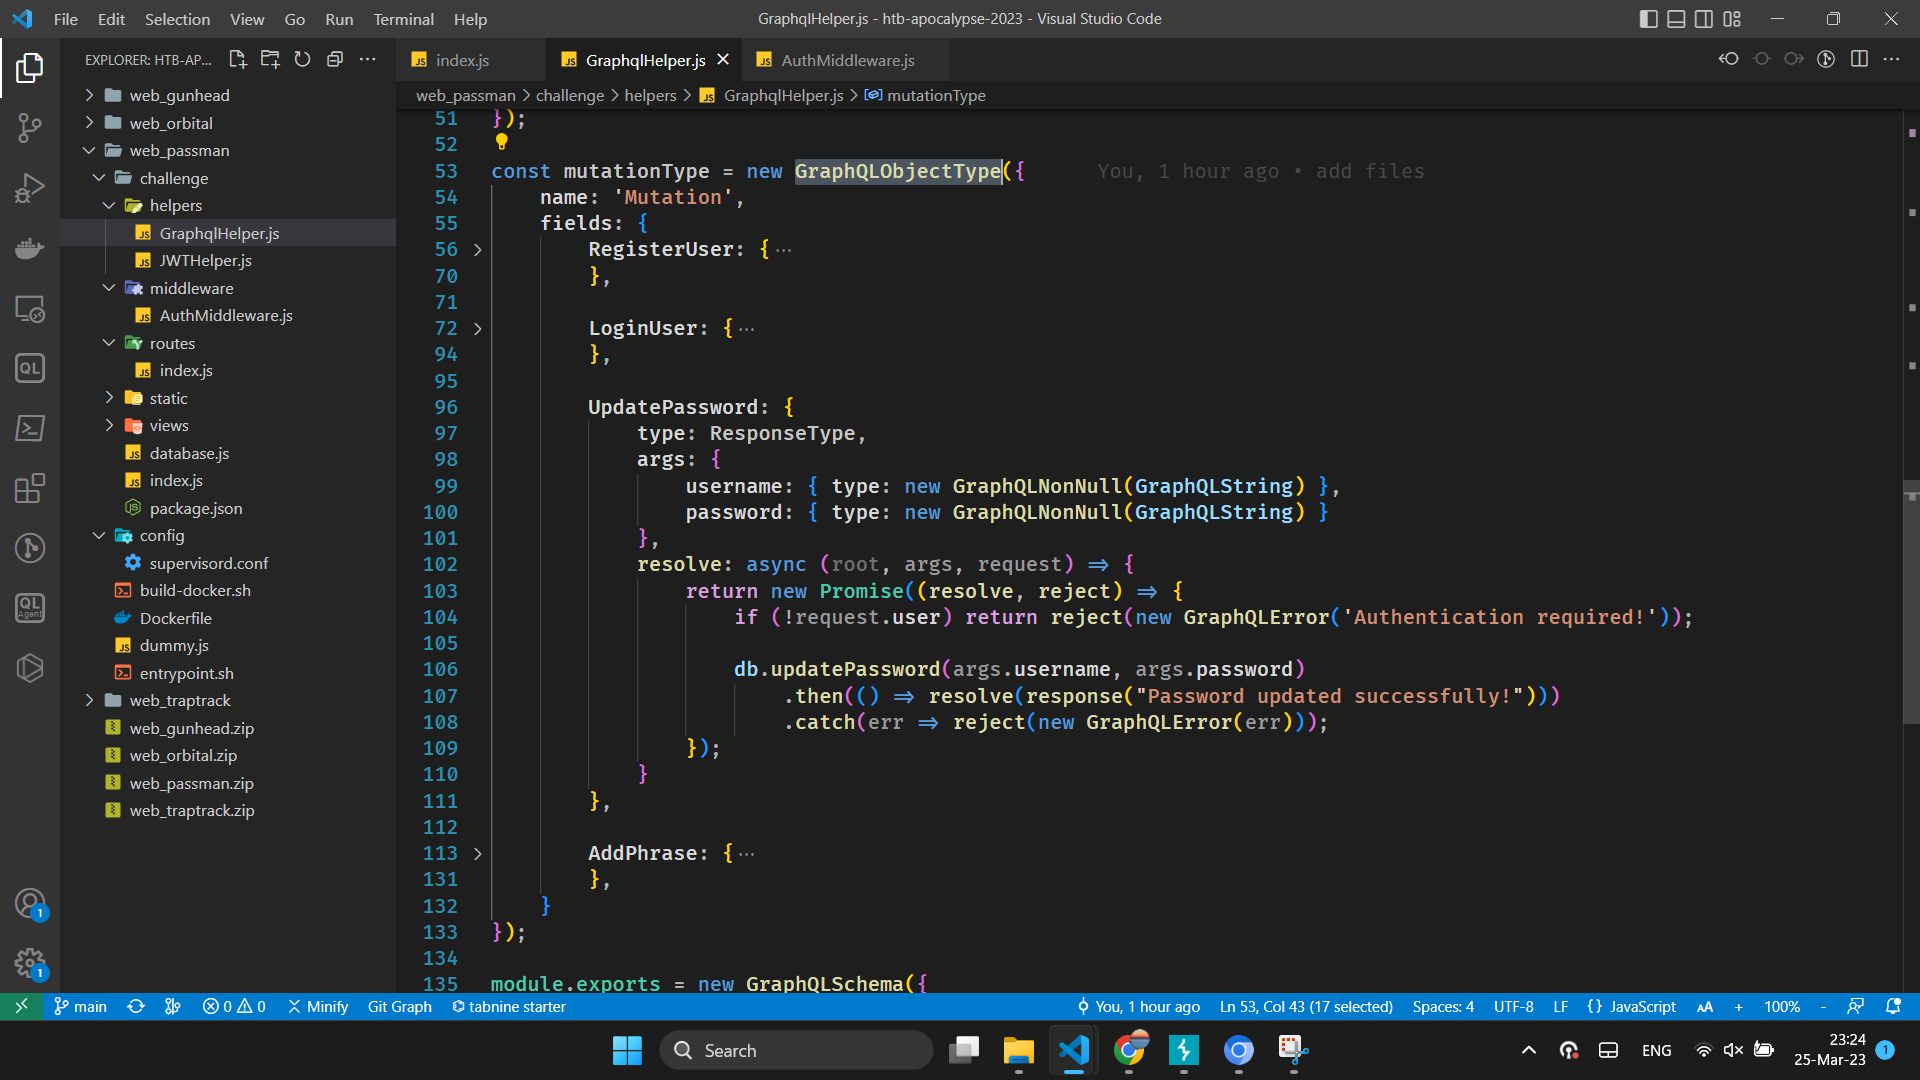 File Edit Selection View Go Run Terminal Help
GraphqlHelper.js - htb-apocalypse-2023 - Visual Studio Code
EXPLORER: HTB-AP...
web_gunhead
web_orbital
web_passman
challenge
helpers
GraphqlHelper.js
JWTHelper.js
middleware
AuthMiddleware.js
routes
index.js
static
views
database.js
index.js
package.json
config
supervisord.conf
build-docker.sh
Dockerfile
dummy.js
entrypoint.sh
web_traptrack
web_gunhead.zip
web_orbital.zip
web_passman.zip
web_traptrack.zip
JS index.js JS GraphqlHelper.js JS AuthMiddleware.js
web_passman > challenge > helpers > JS GraphqlHelper.js > mutationType
51 });
52
53 const mutationType = new GraphQLObjectType({ You, 1 hour ago • add files
54 name: 'Mutation',
55 fields: {
56 RegisterUser: {···
70 },
71
72 LoginUser: {···
94 },
95
96 UpdatePassword: {
97 type: ResponseType,
98 args: {
99 username: { type: new GraphQLNonNull(GraphQLString) },
100 password: { type: new GraphQLNonNull(GraphQLString) }
101 },
102 resolve: async (root, args, request) ⇒ {
103 return new Promise((resolve, reject) ⇒ {
104 if (!request.user) return reject(new GraphQLError('Authentication required!'));
105
106 db.updatePassword(args.username, args.password)
107 .then(() ⇒ resolve(response("Password updated successfully!")))
108 .catch(err ⇒ reject(new GraphQLError(err)));
109 });
110 }
111 },
112
113 AddPhrase: {···
131 },
132 }
133 });
134
135 module.exports = new GraphQLSchema({
QL
QL
Agent
1
1
main 0 0 Minify Git Graph tabnine starter
You, 1 hour ago Ln 53, Col 43 (17 selected) Spaces: 4 UTF-8 LF {} JavaScript AA + 100% -
Search
ENG
23:24
25-Mar-23
1